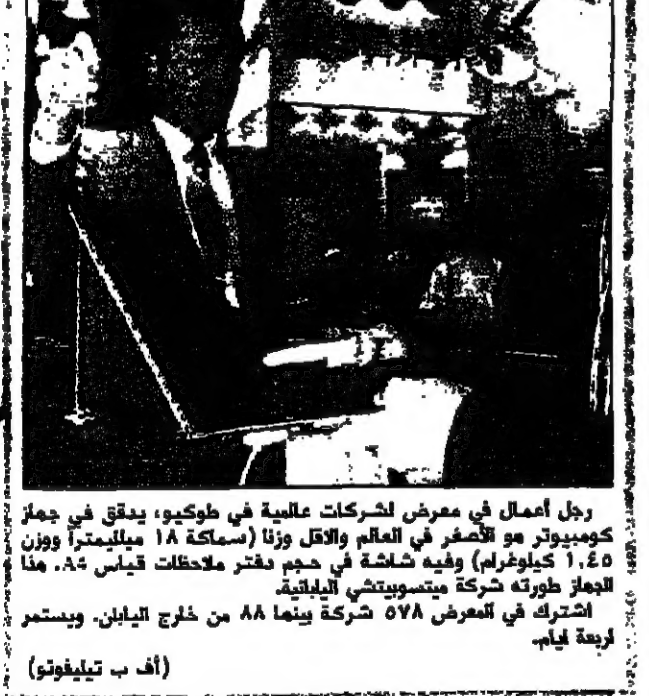 رجل أعمال في معرض لشركات عالمية في طوكيو، يدقق في جهاز
كومبيوتر هو الأصغر في العالم والاقل وزنا (سماكة ١٨ ميلليمتراً ووزن
١,٤٥ كيلوغرام) وفيه شاشة في حجم دفتر ملاحظات قياس A4. هذا
الجهاز طورته شركة ميتسوبيتشي اليابانية.
اشترك في المعرض ٥٧٨ شركة بينها ٨٨ من خارج اليابان. ويستمر
اربعة ايام.
(أف ب تيليفوتو)